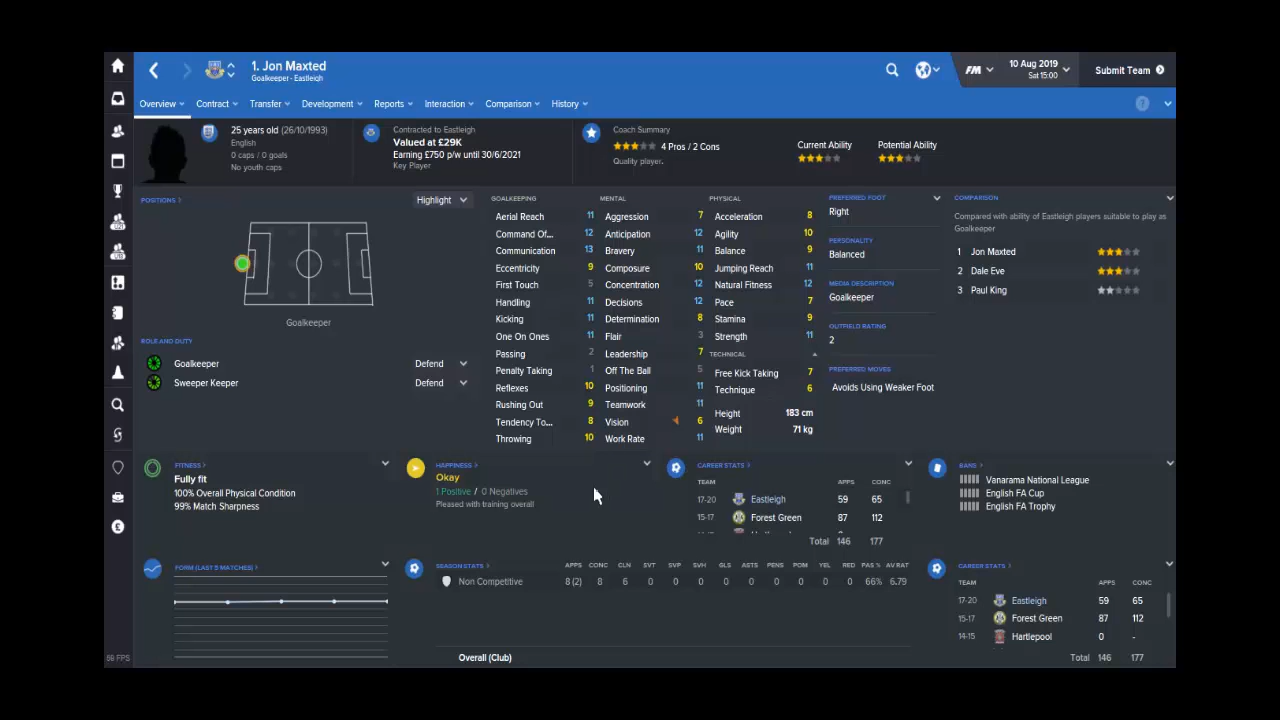 1. Jon Maxted
Goalkeeper - Eastleigh
FM
10 Aug 2019
Sat 15:00
Submit Team
Overview Contract Transfer Development Reports Interaction Comparison History
25 years old (26/10/1993)
English
0 caps / 0 goals
No youth caps
Contracted to Eastleigh
Valued at £29K
Earning £750 p/w until 30/6/2021
Key Player
Coach Summary
4 Pros / 2 Cons
Quality player.
Current Ability
Potential Ability
POSITIONS >
Highlight
Goalkeeper
ROLE AND DUTY
Goalkeeper Defend
Sweeper Keeper Defend
GOALKEEPING
Aerial Reach 11
Command Of... 12
Communication 13
Eccentricity 9
First Touch 5
Handling 11
Kicking 11
One On Ones 11
Passing 2
Penalty Taking 1
Reflexes 10
Rushing Out 9
Tendency To... 8
Throwing 10
MENTAL
Aggression 7
Anticipation 12
Bravery 11
Composure 10
Concentration 12
Decisions 12
Determination 8
Flair 3
Leadership 7
Off The Ball 5
Positioning 11
Teamwork 11
Vision 6
Work Rate 11
PHYSICAL
Acceleration 8
Agility 10
Balance 9
Jumping Reach 11
Natural Fitness 12
Pace 7
Stamina 9
Strength 11
TECHNICAL
Free Kick Taking 7
Technique 6
Height 183 cm
Weight 71 kg
PREFERRED FOOT
Right
PERSONALITY
Balanced
MEDIA DESCRIPTION
Goalkeeper
OUTFIELD RATING
2
PREFERRED MOVES
Avoids Using Weaker Foot
COMPARISON
Compared with ability of Eastleigh players suitable to play as
Goalkeeper
1 Jon Maxted
2 Dale Eve
3 Paul King
FITNESS >
Fully fit
100% Overall Physical Condition
99% Match Sharpness
HAPPINESS >
Okay
1 Positive / 0 Negatives
Pleased with training overall
CAREER STATS >
TEAM APPS CONC
17-20 Eastleigh 59 65
15-17 Forest Green 87 112
Total 146 177
BANS >
Vanarama National League
English FA Cup
English FA Trophy
FORM (LAST 5 MATCHES) >
SEASON STATS > APPS CONC CLN SVT SVP SVH GLS ASTS PENS POM YEL RED PAS % AV RAT
Non Competitive 8 (2) 8 6 0 0 0 0 0 0 0 0 0 66% 6.79
Overall (Club)
CAREER STATS >
TEAM APPS CONC
17-20 Eastleigh 59 65
15-17 Forest Green 87 112
14-15 Hartlepool 0 -
Total 146 177
59 FPS